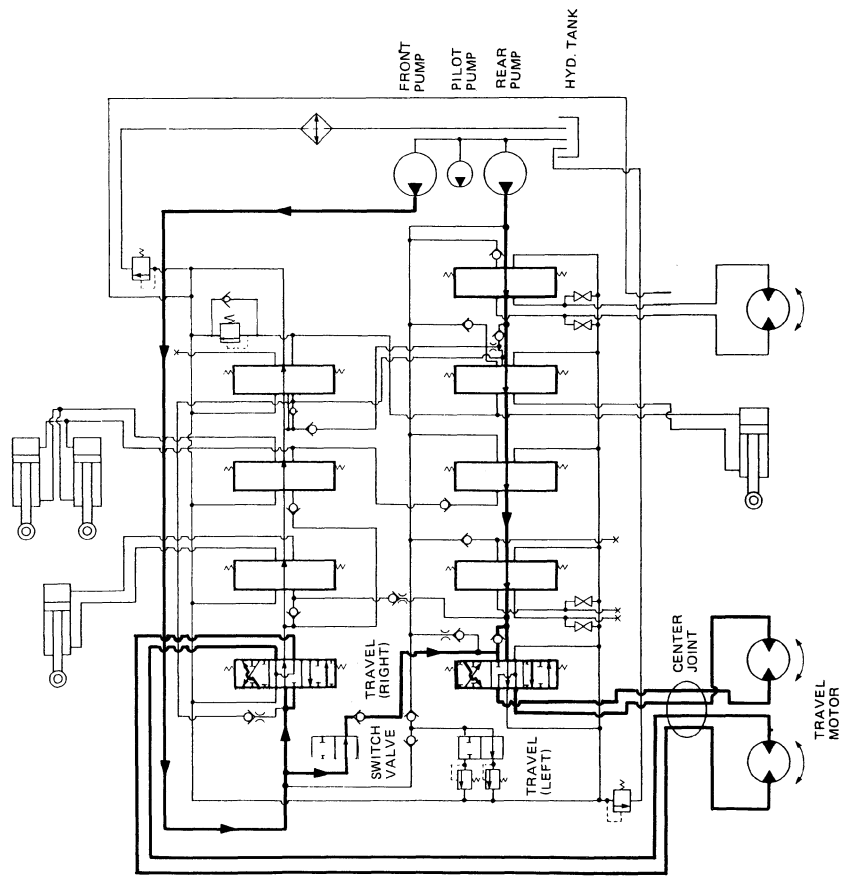 FRONT
PUMP
PILOT
PUMP
REAR
PUMP
HYD. TANK
TRAVEL
(RIGHT)
SWITCH
VALVE
TRAVEL
(LEFT)
CENTER
JOINT
TRAVEL
MOTOR